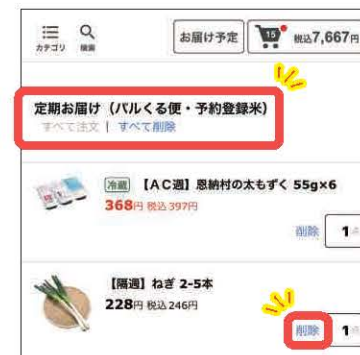 カテゴリ 検索 お届け予定 15 税込7,667円
定期お届け（パルくる便・予約登録米）
すべて注文 | すべて削除
冷蔵 【AC週】恩納村の太もずく 55g×6
368円 税込397円
削除 1点
【隔週】ねぎ 2-5本
228円 税込246円
削除 1点